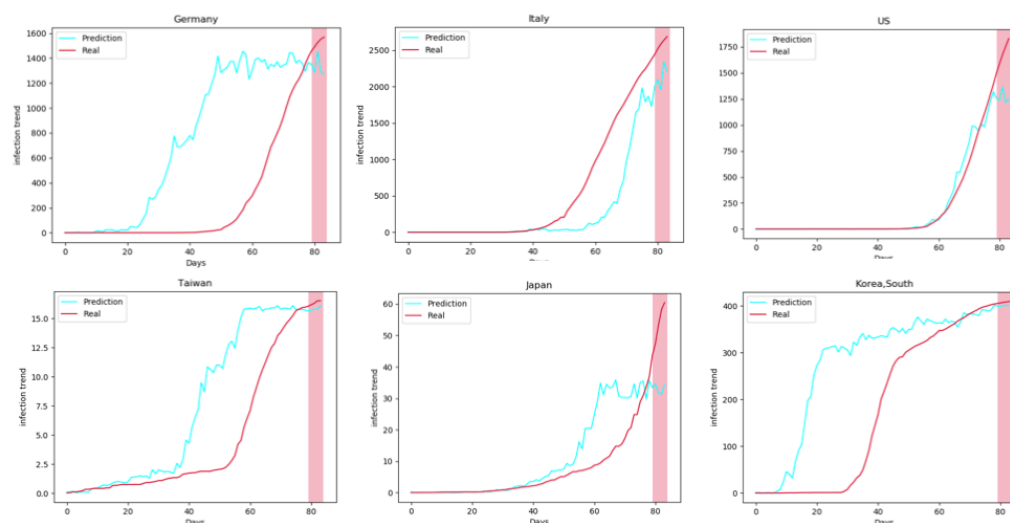 Germany
Prediction
Real
infection trend
1600
1400
1200
1000
800
600
400
200
0
0 20 40 60 80
Days
Italy
Prediction
Real
infection trend
2500
2000
1500
1000
500
0
0 20 40 60 80
Days
US
Prediction
Real
infection trend
1750
1500
1250
1000
750
500
250
0
0 20 40 60 80
Days
Taiwan
Prediction
Real
infection trend
15.0
12.5
10.0
7.5
5.0
2.5
0.0
0 20 40 60 80
Days
Japan
Prediction
Real
infection trend
60
50
40
30
20
10
0
0 20 40 60 80
Days
Korea,South
Prediction
Real
infection trend
400
300
200
100
0
0 20 40 60 80
Days